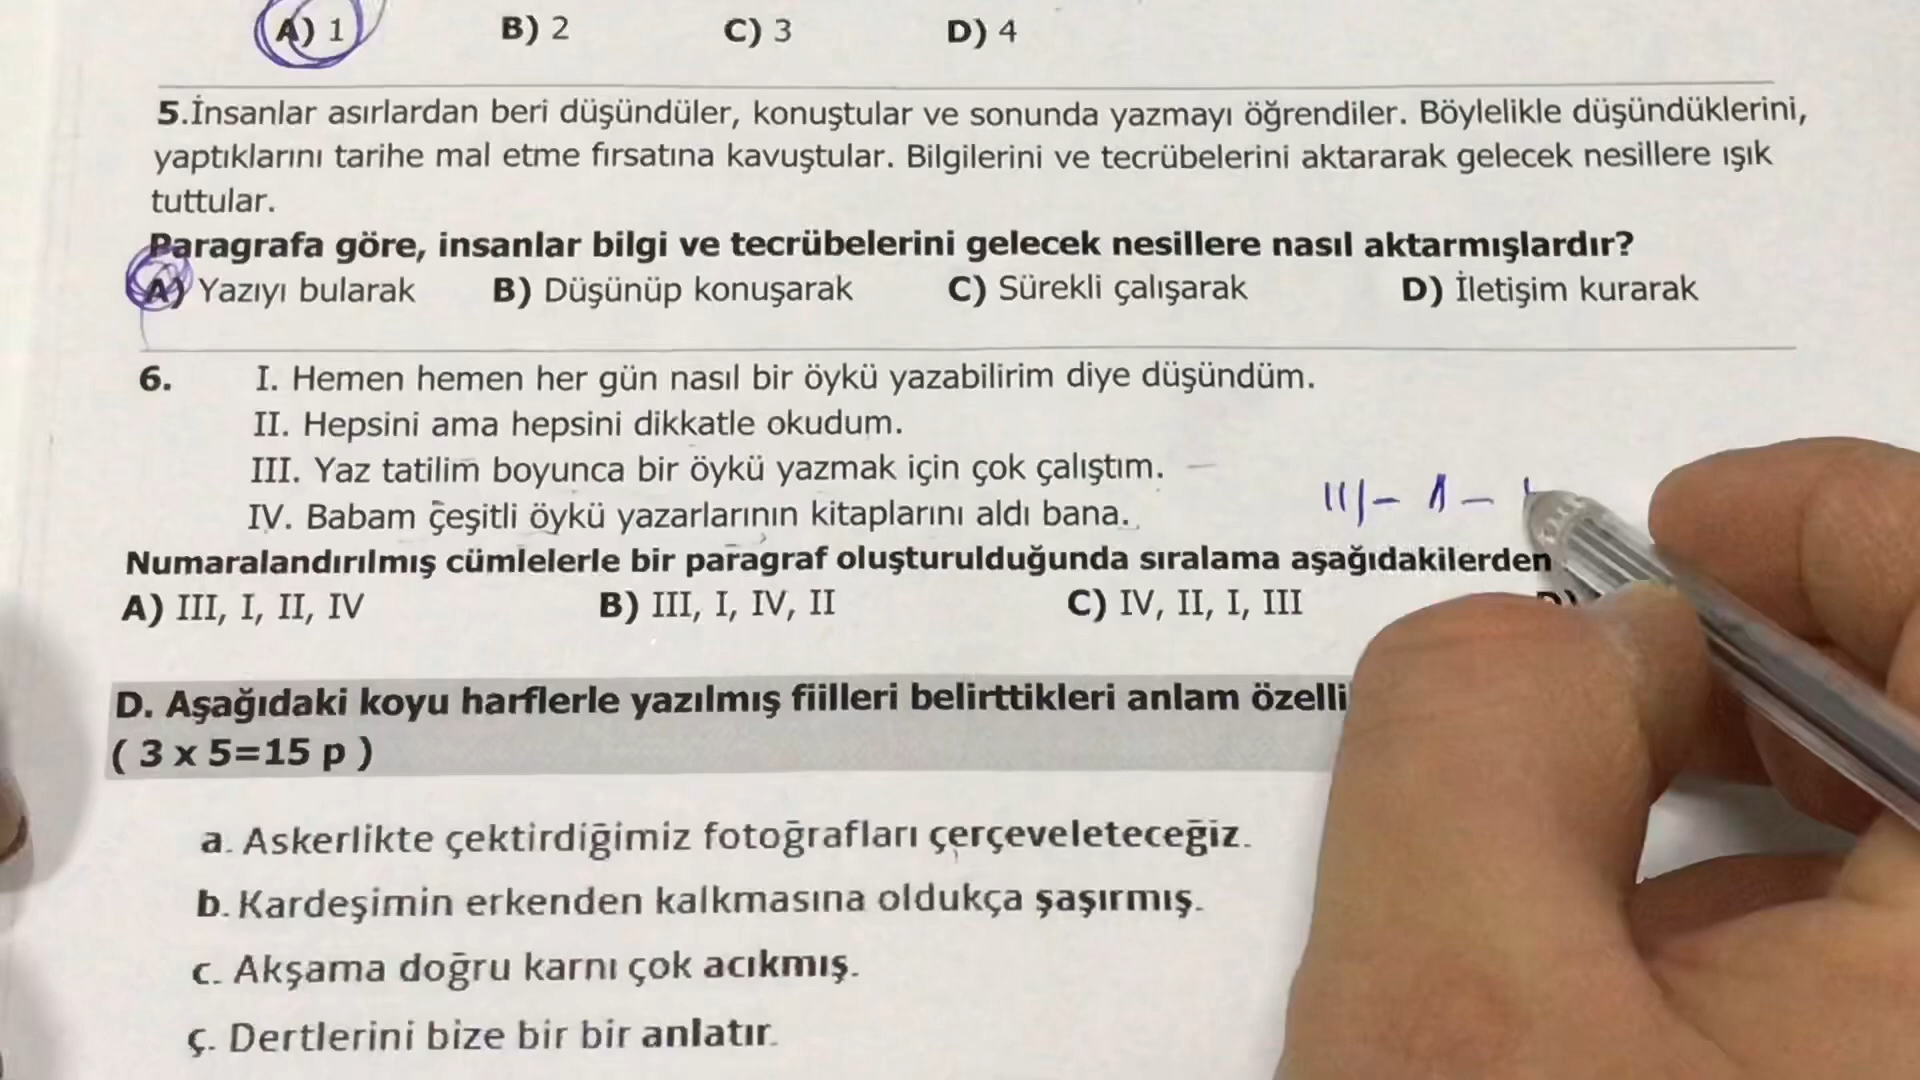 A) 1 B) 2 C) 3 D) 4
5.İnsanlar asırlardan beri düşündüler, konuştular ve sonunda yazmayı öğrendiler. Böylelikle düşündüklerini,
yaptıklarını tarihe mal etme fırsatına kavuştular. Bilgilerini ve tecrübelerini aktararak gelecek nesillere ışık
tuttular.
Paragrafa göre, insanlar bilgi ve tecrübelerini gelecek nesillere nasıl aktarmışlardır?
A) Yazıyı bularak B) Düşünüp konuşarak C) Sürekli çalışarak D) İletişim kurarak
6. I. Hemen hemen her gün nasıl bir öykü yazabilirim diye düşündüm.
II. Hepsini ama hepsini dikkatle okudum.
III. Yaz tatilim boyunca bir öykü yazmak için çok çalıştım.
III - 1 -
IV. Babam çeşitli öykü yazarlarının kitaplarını aldı bana.
Numaralandırılmış cümlelerle bir paragraf oluşturulduğunda sıralama aşağıdakilerden
A) III, I, II, IV B) III, I, IV, II C) IV, II, I, III
D. Aşağıdaki koyu harflerle yazılmış fiilleri belirttikleri anlam özelli
( 3 x 5=15 p )
a. Askerlikte çektirdiğimiz fotoğrafları çerçeveleteceğiz.
b. Kardeşimin erkenden kalkmasına oldukça şaşırmış.
c. Akşama doğru karnı çok acıkmış.
ç. Dertlerini bize bir bir anlatır.